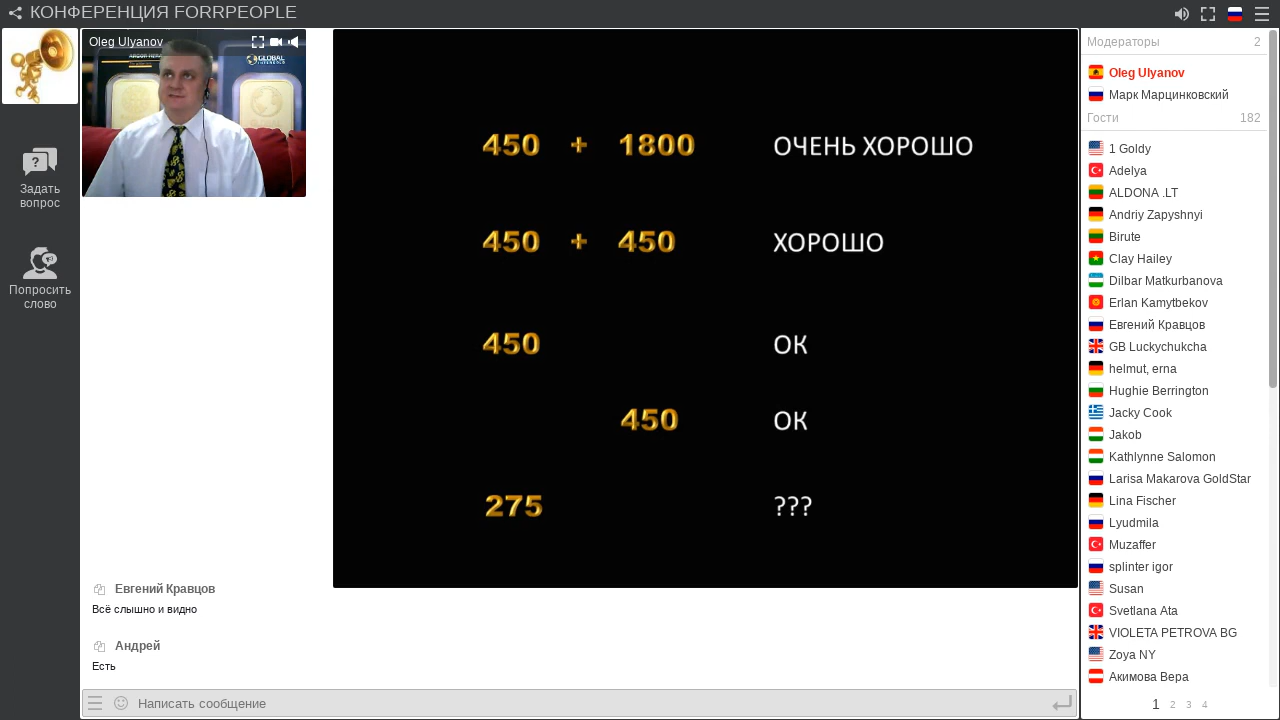 КОНФЕРЕНЦИЯ FORRPEOPLE
Задать
вопрос
Попросить
слово
Oleg Ulyanov
GLOBAL
INTERGOLD
450 + 1800 ОЧЕНЬ ХОРОШО
450 + 450 ХОРОШО
450 ОК
450 ОК
275 ???
Евгений Кравцов
Всё слышно и видно
Андрей
Есть
Написать сообщение
Модераторы 2
Oleg Ulyanov
Марк Марцинковский
Гости 182
1 Goldy
Adelya
ALDONA .LT
Andriy Zapyshnyi
Birute
Clay Hailey
Dilbar Matkurbanova
Erlan Kamytbekov
Евгений Кравцов
GB Luckychukcha
helmut, erna
Hughie Berrington
Jacky Cook
Jakob
Kathlynne Salomon
Larisa Makarova GoldStar
Lina Fischer
Lyudmila
Muzaffer
splinter igor
Susan
Svetlana Ata
VIOLETA PETROVA BG
Zoya NY
Акимова Вера
1 2 3 4